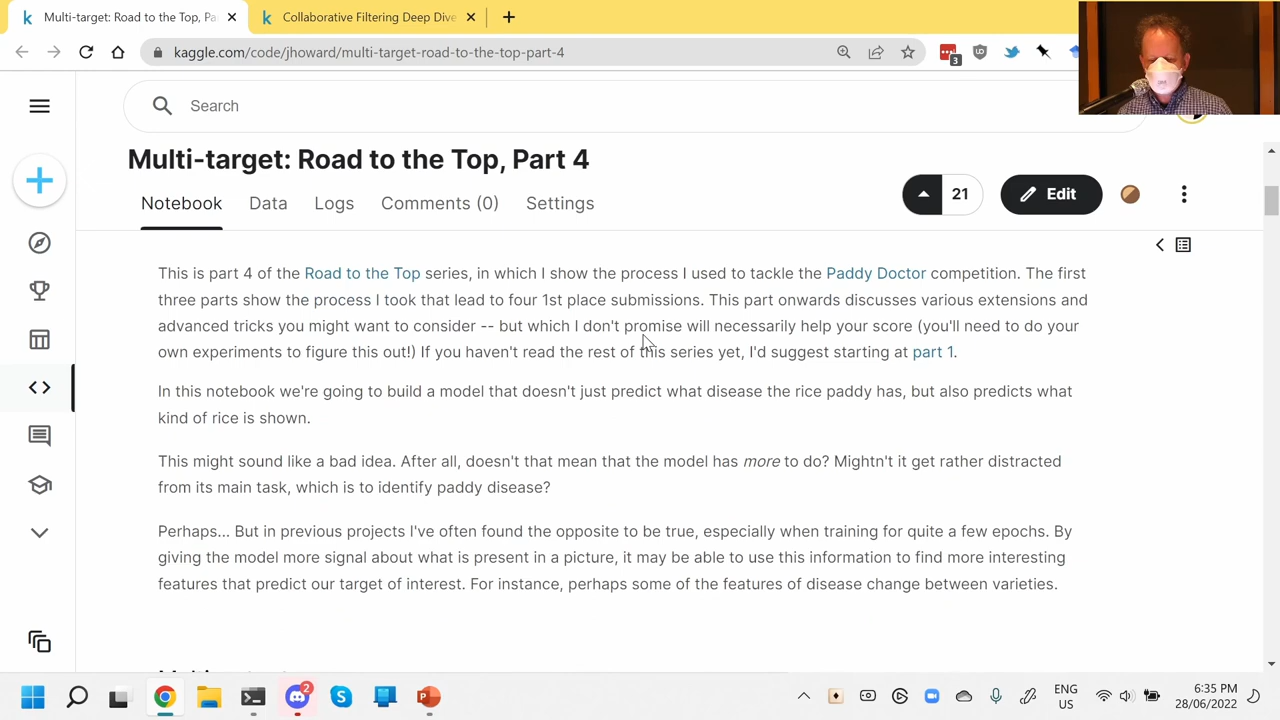 Multi-target: Road to the Top, Pa
Collaborative Filtering Deep Dive
kaggle.com/code/jhoward/multi-target-road-to-the-top-part-4
3
Search
Multi-target: Road to the Top, Part 4
Notebook Data Logs Comments (0) Settings
21
Edit
This is part 4 of the Road to the Top series, in which I show the process I used to tackle the Paddy Doctor competition. The first
three parts show the process I took that lead to four 1st place submissions. This part onwards discusses various extensions and
advanced tricks you might want to consider -- but which I don't promise will necessarily help your score (you'll need to do your
own experiments to figure this out!) If you haven't read the rest of this series yet, I'd suggest starting at part 1.
In this notebook we're going to build a model that doesn't just predict what disease the rice paddy has, but also predicts what
kind of rice is shown.
This might sound like a bad idea. After all, doesn't that mean that the model has more to do? Mightn't it get rather distracted
from its main task, which is to identify paddy disease?
Perhaps... But in previous projects I've often found the opposite to be true, especially when training for quite a few epochs. By
giving the model more signal about what is present in a picture, it may be able to use this information to find more interesting
features that predict our target of interest. For instance, perhaps some of the features of disease change between varieties.
2
ENG
US
6:35 PM
28/06/2022